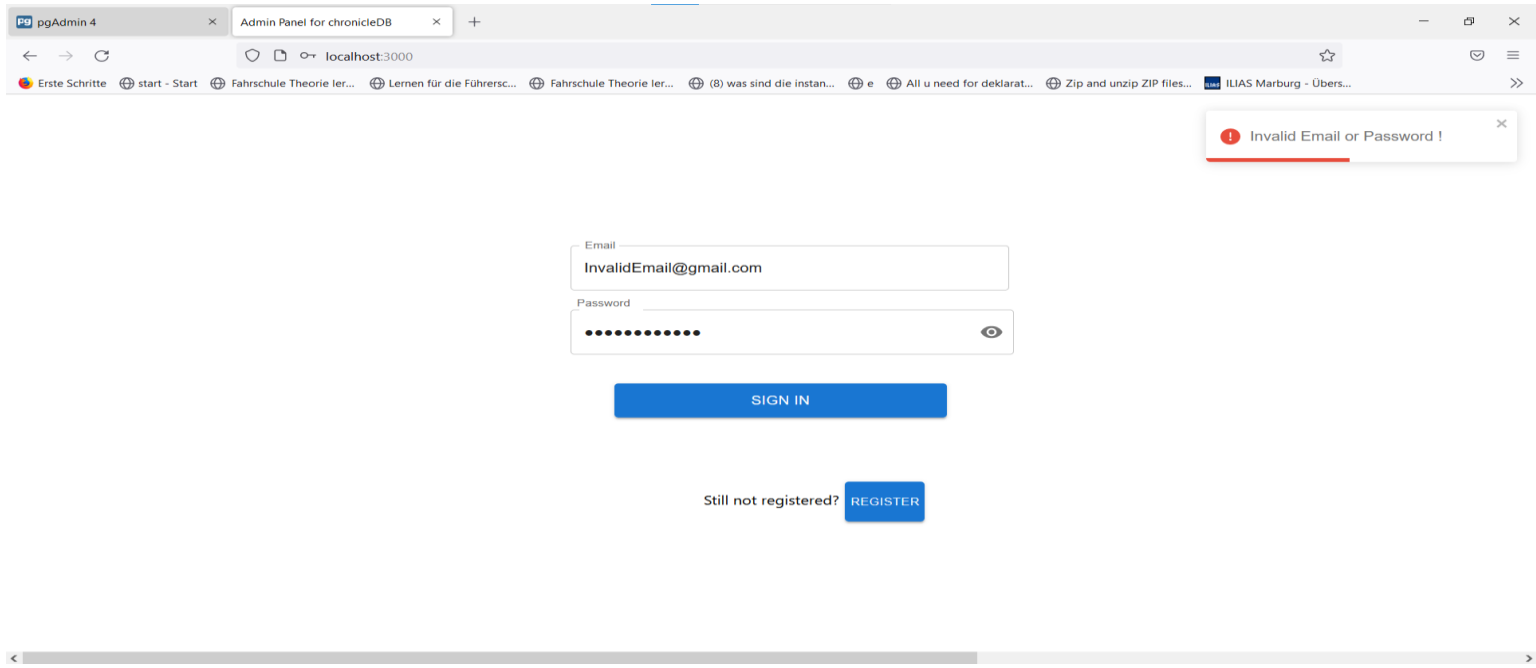 pgAdmin 4
Admin Panel for chronicleDB
localhost:3000
Erste Schritte start - Start Fahrschule Theorie ler... Lernen für die Führersc... Fahrschule Theorie ler... (8) was sind die instan... e All u need for deklarat... Zip and unzip ZIP files... ILIAS Marburg - Übers...
Invalid Email or Password !
Email
InvalidEmail@gmail.com
Password
●●●●●●●●●●●●
SIGN IN
Still not registered? REGISTER